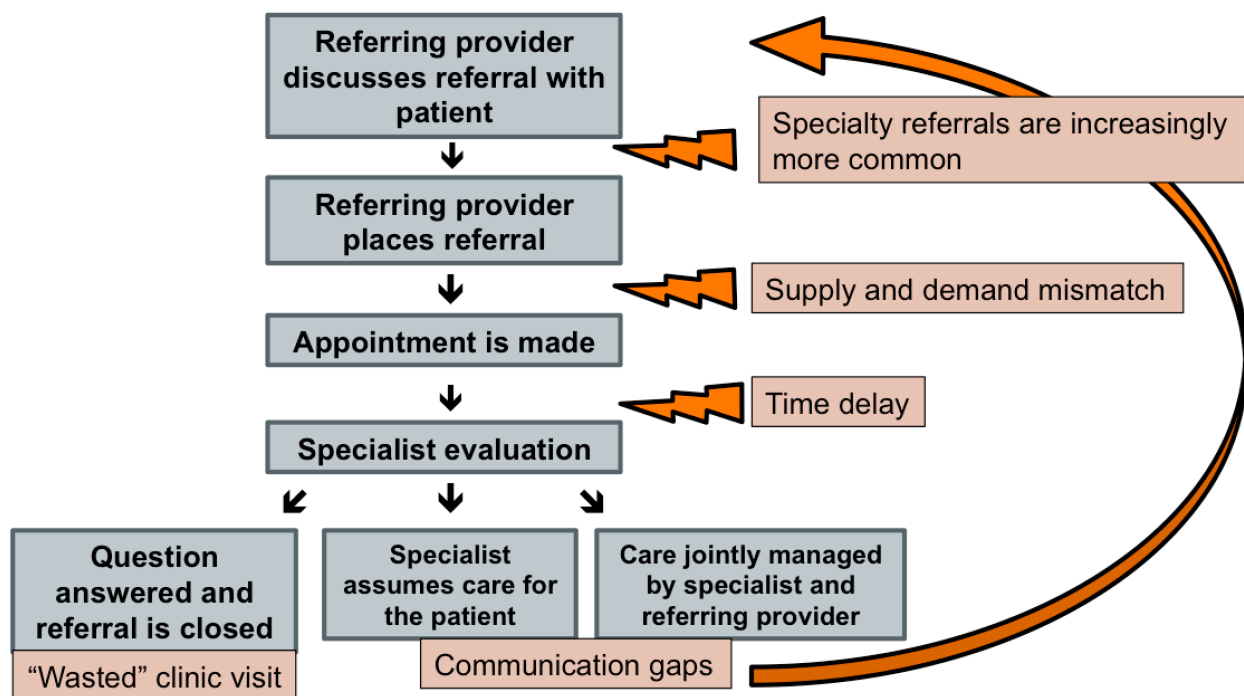 Referring provider
discusses referral with
patient
Specialty referrals are increasingly
more common
Referring provider
places referral
Supply and demand mismatch
Appointment is made
Time delay
Specialist evaluation
Question
answered and
referral is closed
"Wasted" clinic visit
Specialist
assumes care for
the patient
Care jointly managed
by specialist and
referring provider
Communication gaps